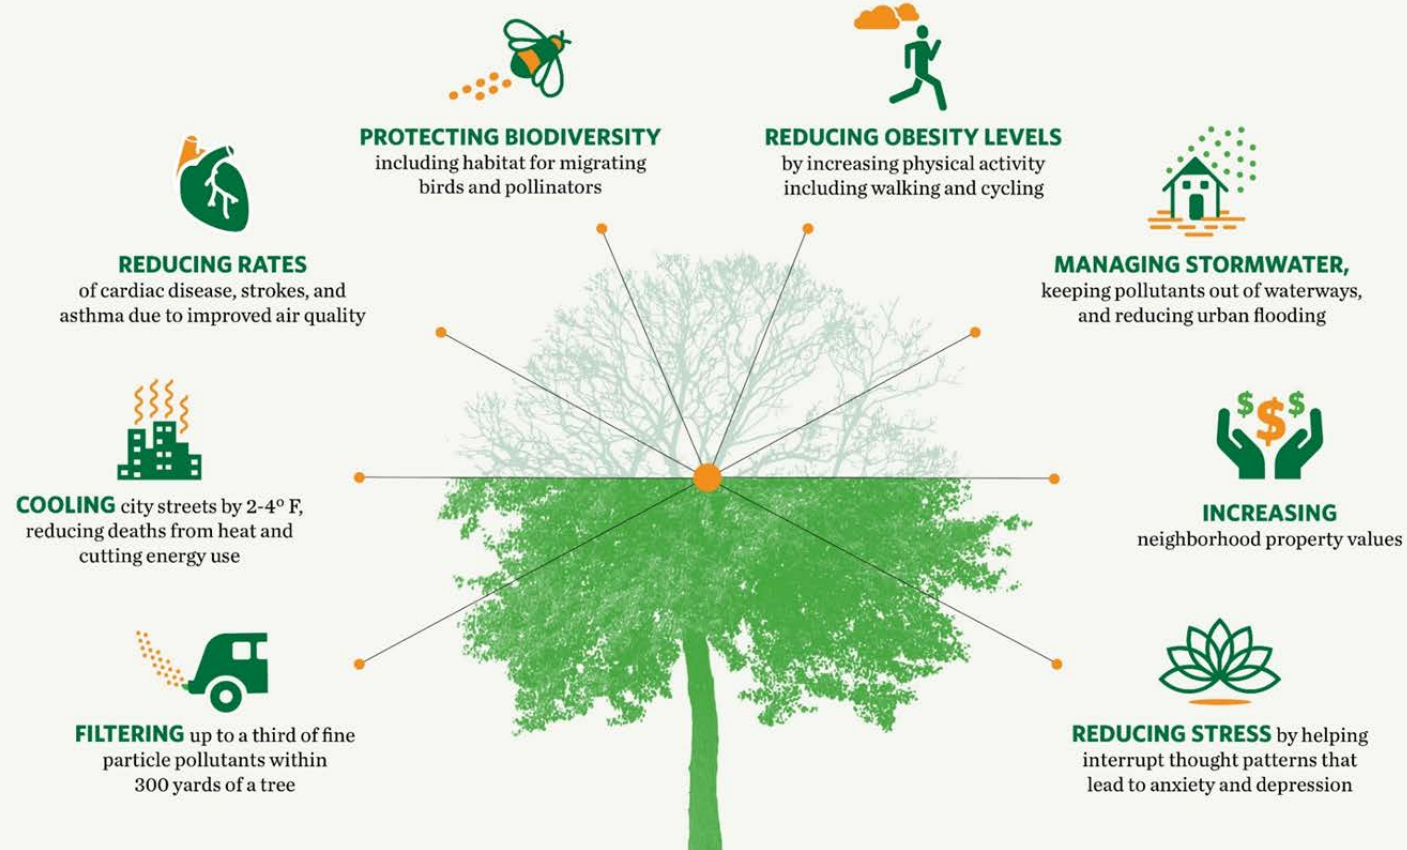 PROTECTING BIODIVERSITY
including habitat for migrating
birds and pollinators
REDUCING OBESITY LEVELS
by increasing physical activity
including walking and cycling
REDUCING RATES
of cardiac disease, strokes, and
asthma due to improved air quality
MANAGING STORMWATER,
keeping pollutants out of waterways,
and reducing urban flooding
COOLING city streets by 2-4º F,
reducing deaths from heat and
cutting energy use
$ $ $
INCREASING
neighborhood property values
FILTERING up to a third of fine
particle pollutants within
300 yards of a tree
REDUCING STRESS by helping
interrupt thought patterns that
lead to anxiety and depression